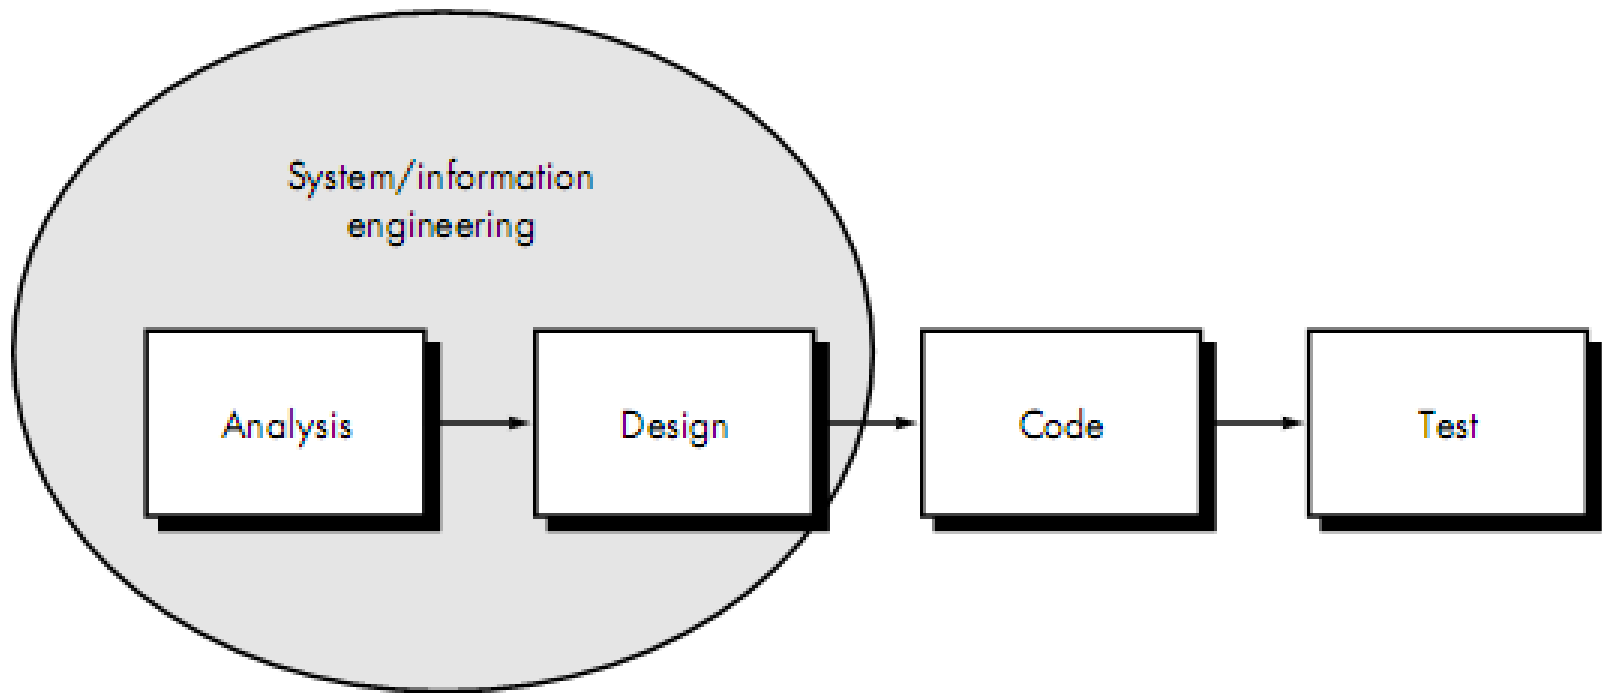 System/information
engineering
Analysis
Design
Code
Test